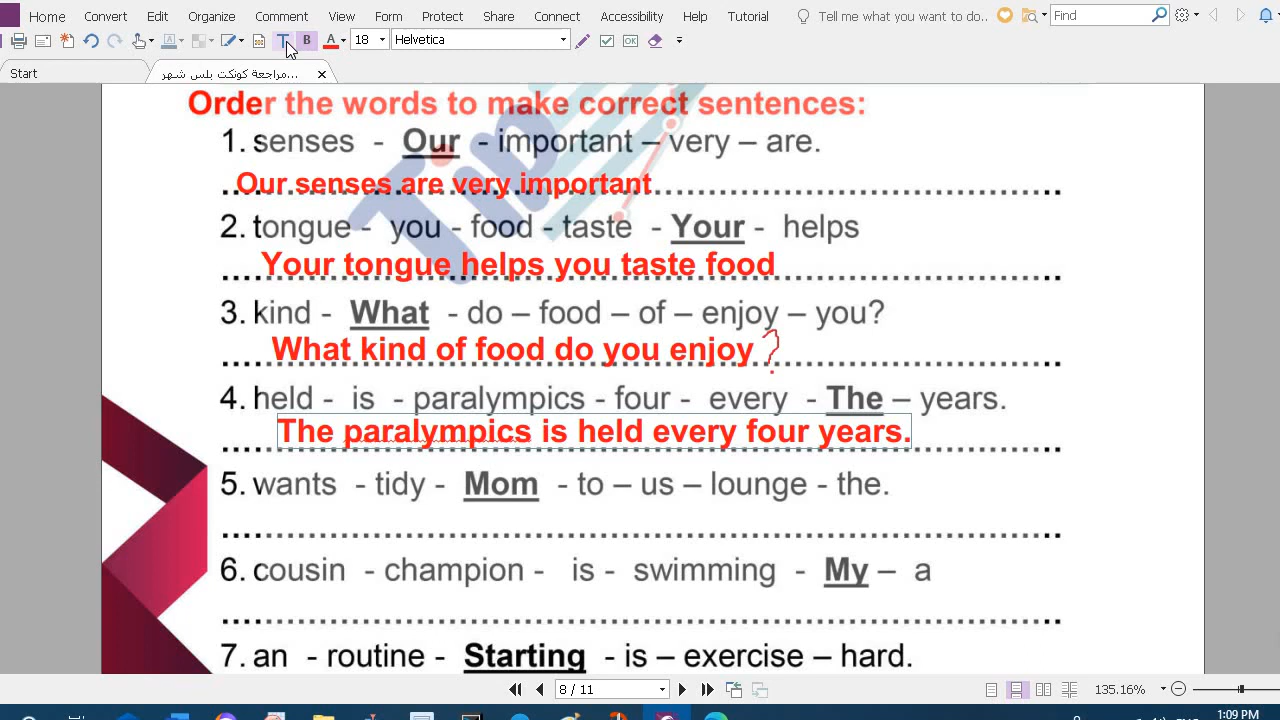 Home Convert Edit Organize Comment View Form Protect Share Connect Accessibility Help Tutorial Tell me what you want to do.. Find
B A 18 Helvetica OK
Start مراجعة كونكت بلس شهر...
Order the words to make correct sentences:
1. senses - Our - important – very – are.
Our senses are very important
2. tongue - you - food - taste - Your - helps
Your tongue helps you taste food
3. kind - What - do – food – of – enjoy – you?
What kind of food do you enjoy ?
4. held - is - paralympics - four - every - The – years.
The paralympics is held every four years.
5. wants - tidy - Mom - to – us – lounge - the.
6. cousin - champion - is - swimming - My – a
7. an - routine - Starting - is – exercise – hard.
8 / 11 135.16%
1:09 PM